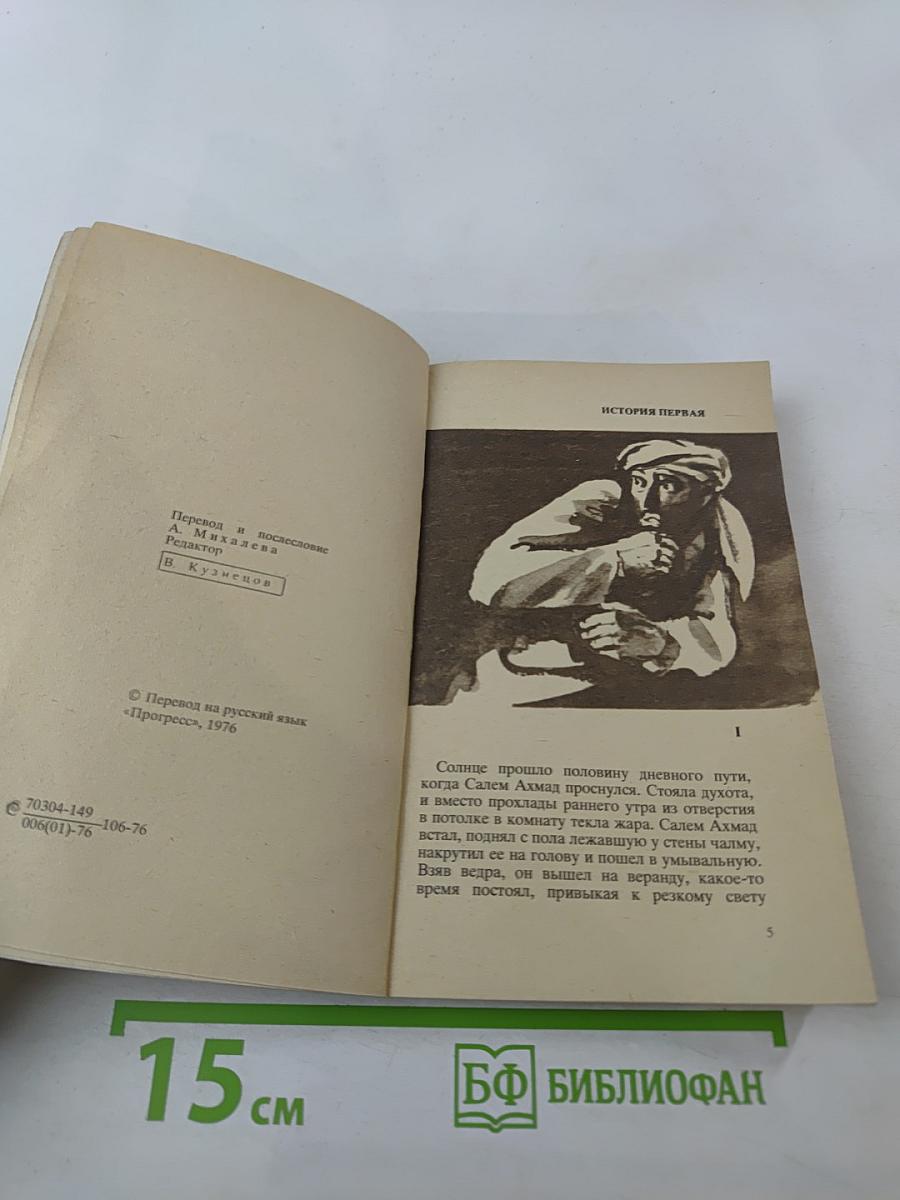 Перевод и послесловие
А. Михалева
Редактор
В. Кузнецов
© Перевод на русский язык
«Прогресс», 1976
© 70304-149
006(01)-76
106-76
ИСТОРИЯ ПЕРВАЯ
I
Солнце прошло половину дневного пути,
когда Салем Ахмад проснулся. Стояла духота,
и вместо прохлады раннего утра из отверстия
в потолке в комнату текла жара. Салем Ахмад
встал, поднял с пола лежавшую у стены чалму,
накрутил ее на голову и пошел в умывальную.
Взяв ведра, он вышел на веранду, какое-то
время постоял, привыкая к резкому свету
5
15 см
БФ БИБЛИОФАН